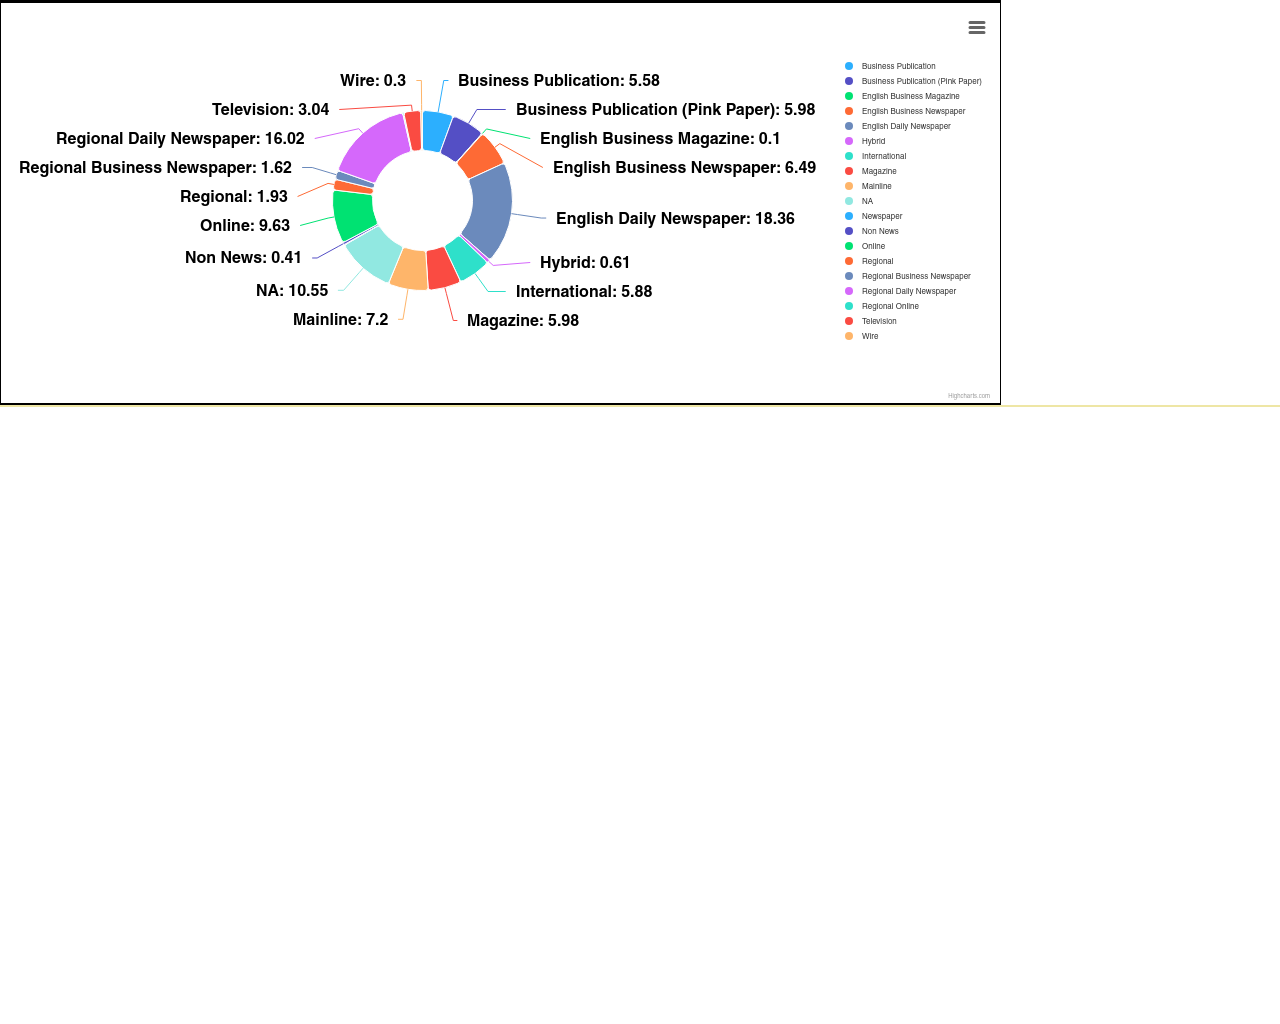 Wire: 0.3
Business Publication: 5.58
Television: 3.04
Business Publication (Pink Paper): 5.98
Regional Daily Newspaper: 16.02
English Business Magazine: 0.1
Regional Business Newspaper: 1.62
English Business Newspaper: 6.49
Regional: 1.93
Online: 9.63
English Daily Newspaper: 18.36
Non News: 0.41
Hybrid: 0.61
NA: 10.55
International: 5.88
Mainline: 7.2
Magazine: 5.98
Business Publication
Business Publication (Pink Paper)
English Business Magazine
English Business Newspaper
English Daily Newspaper
Hybrid
International
Magazine
Mainline
NA
Newspaper
Non News
Online
Regional
Regional Business Newspaper
Regional Daily Newspaper
Regional Online
Television
Wire
Highcharts.com